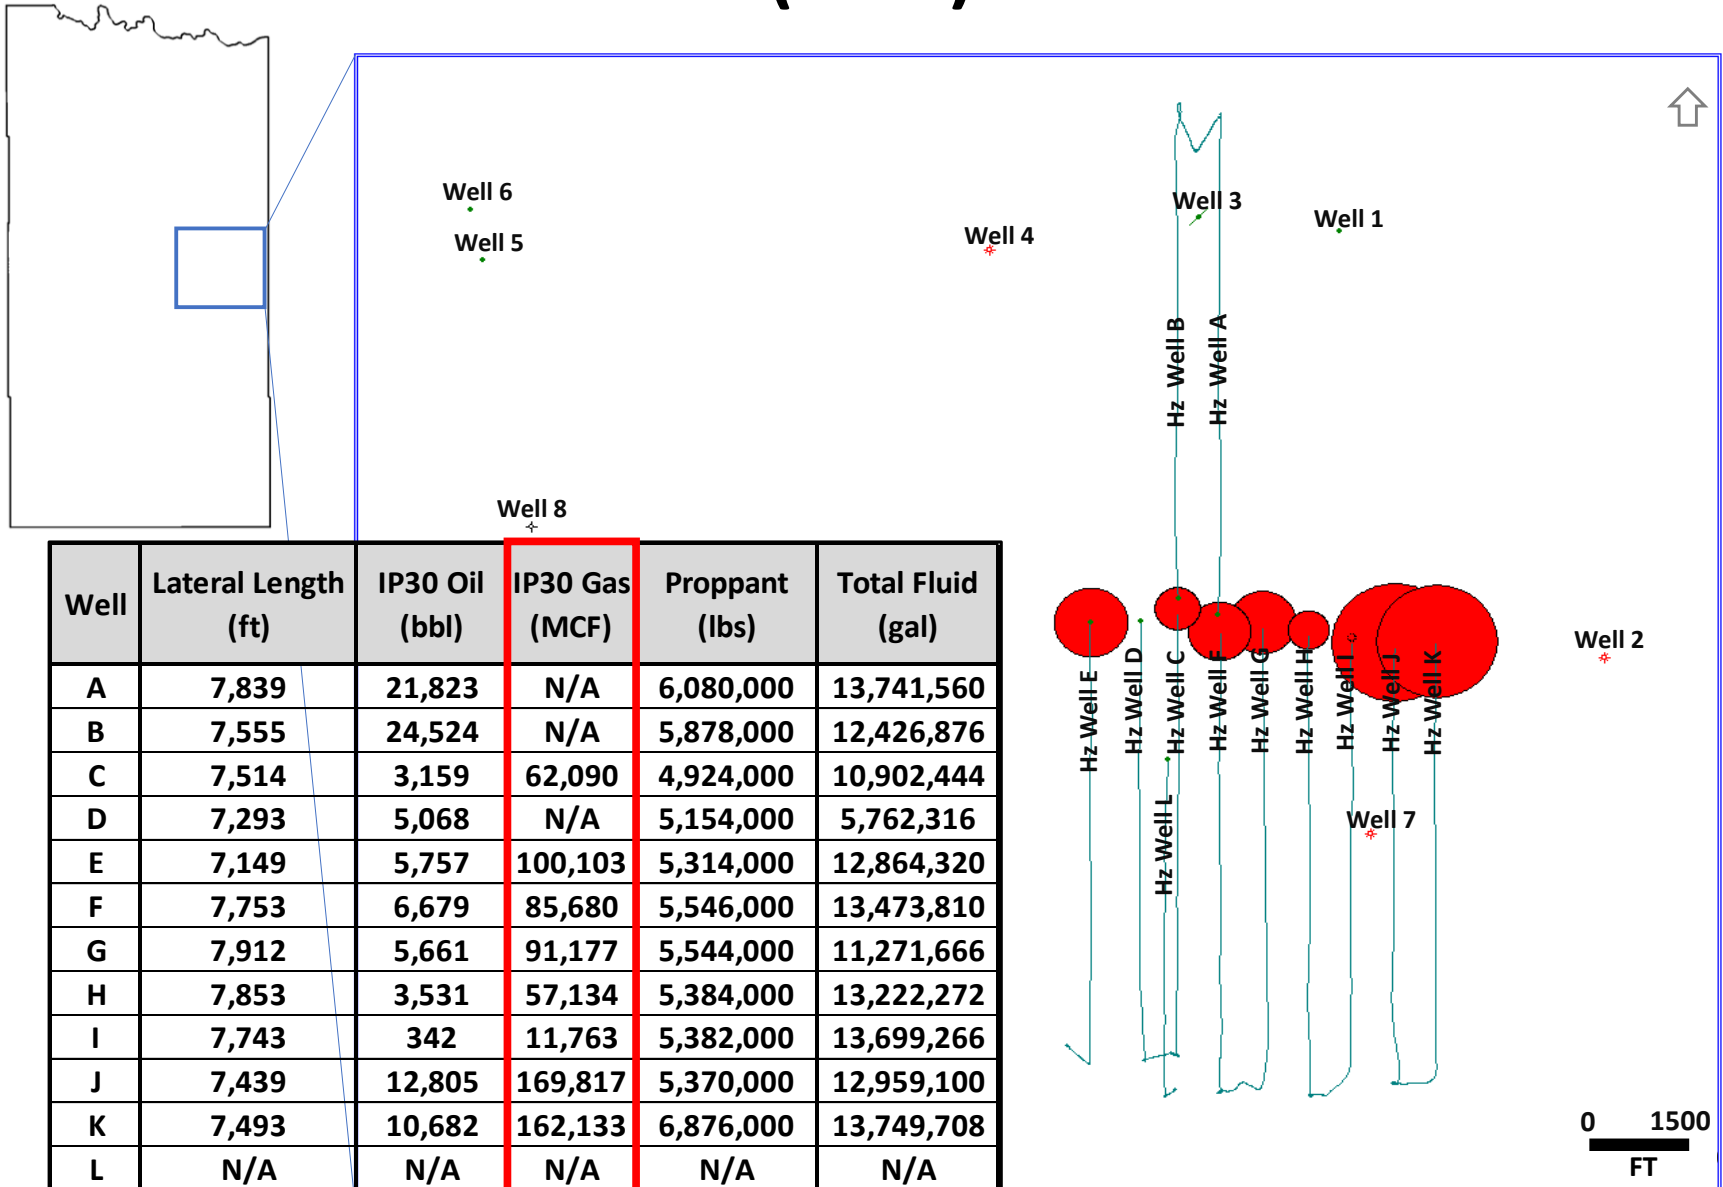 Well 6
Well 5
Well 4
Well 3
Well 1
Hz Well B
Hz Well A
Well 8
Well 2
Well 7
Hz Well E
Hz Well D
Hz Well L
Hz Well C
Hz Well F
Hz Well G
Hz Well H
Hz Well I
Hz Well J
Hz Well K
Well Lateral Length (ft) IP30 Oil (bbl) IP30 Gas (MCF) Proppant (lbs) Total Fluid (gal)
A 7,839 21,823 N/A 6,080,000 13,741,560
B 7,555 24,524 N/A 5,878,000 12,426,876
C 7,514 3,159 62,090 4,924,000 10,902,444
D 7,293 5,068 N/A 5,154,000 5,762,316
E 7,149 5,757 100,103 5,314,000 12,864,320
F 7,753 6,679 85,680 5,546,000 13,473,810
G 7,912 5,661 91,177 5,544,000 11,271,666
H 7,853 3,531 57,134 5,384,000 13,222,272
I 7,743 342 11,763 5,382,000 13,699,266
J 7,439 12,805 169,817 5,370,000 12,959,100
K 7,493 10,682 162,133 6,876,000 13,749,708
L N/A N/A N/A N/A N/A
0 1500
FT